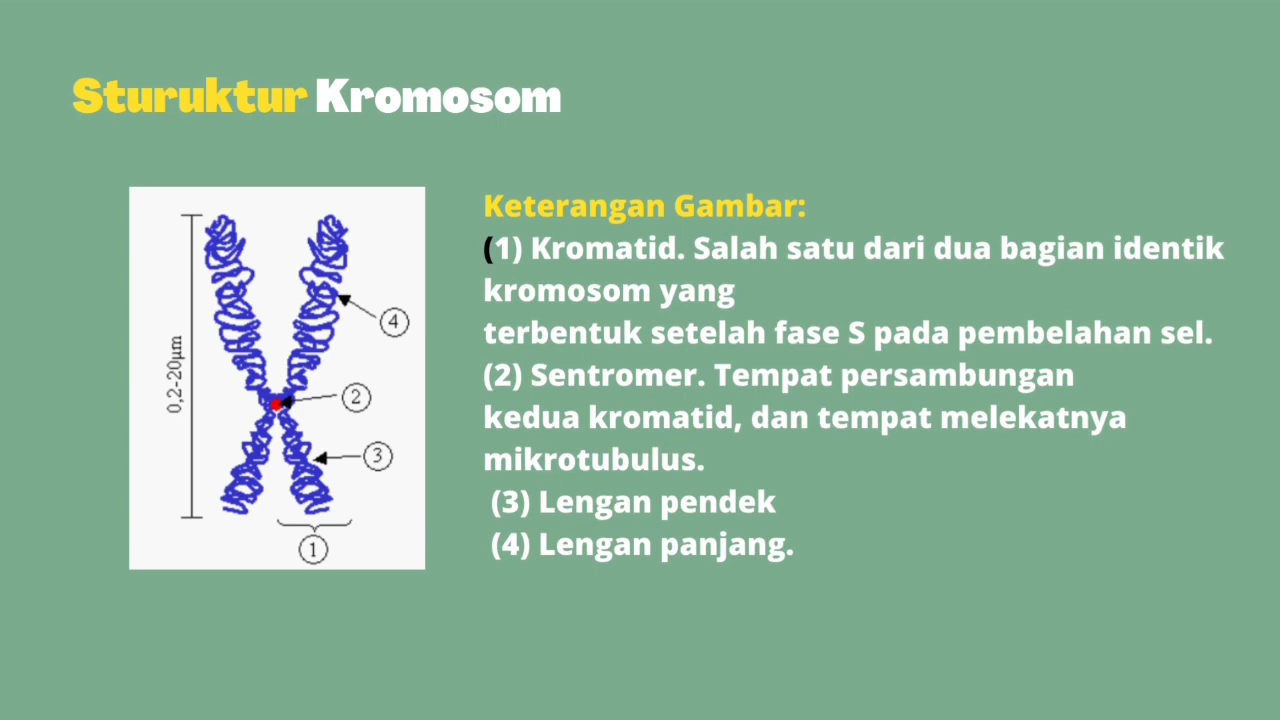 Sturuktur Kromosom
0,2-20µm
4
2
3
1
Keterangan Gambar:
(1) Kromatid. Salah satu dari dua bagian identik
kromosom yang
terbentuk setelah fase S pada pembelahan sel.
(2) Sentromer. Tempat persambungan
kedua kromatid, dan tempat melekatnya
mikrotubulus.
(3) Lengan pendek
(4) Lengan panjang.